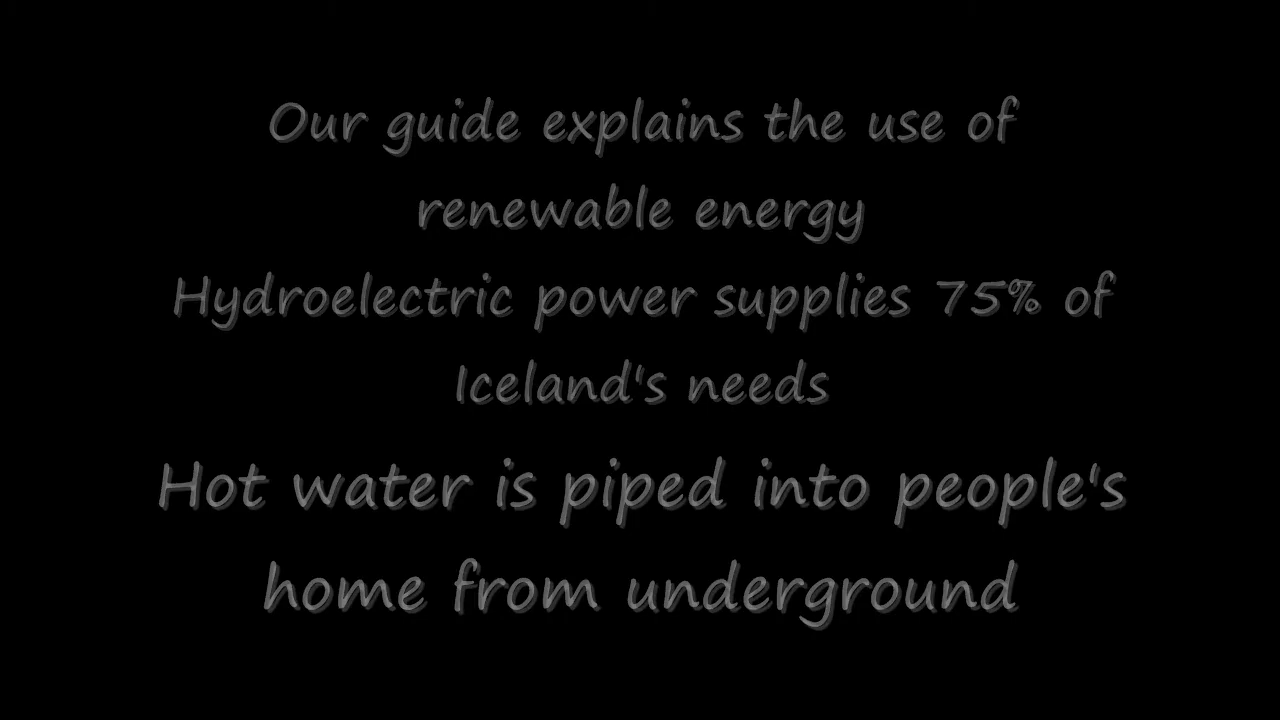 Our guide explains the use of
renewable energy
Hydroelectric power supplies 75% of
Iceland's needs
Hot water is piped into people's
home from underground